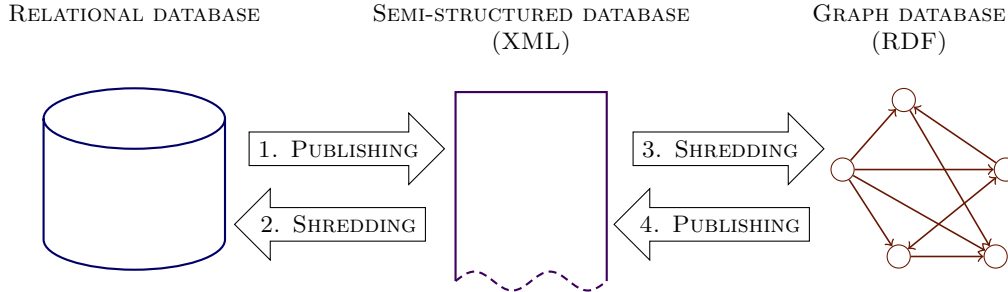 RELATIONAL DATABASE
SEMI-STRUCTURED DATABASE
(XML)
GRAPH DATABASE
(RDF)
1. PUBLISHING
2. SHREDDING
3. SHREDDING
4. PUBLISHING